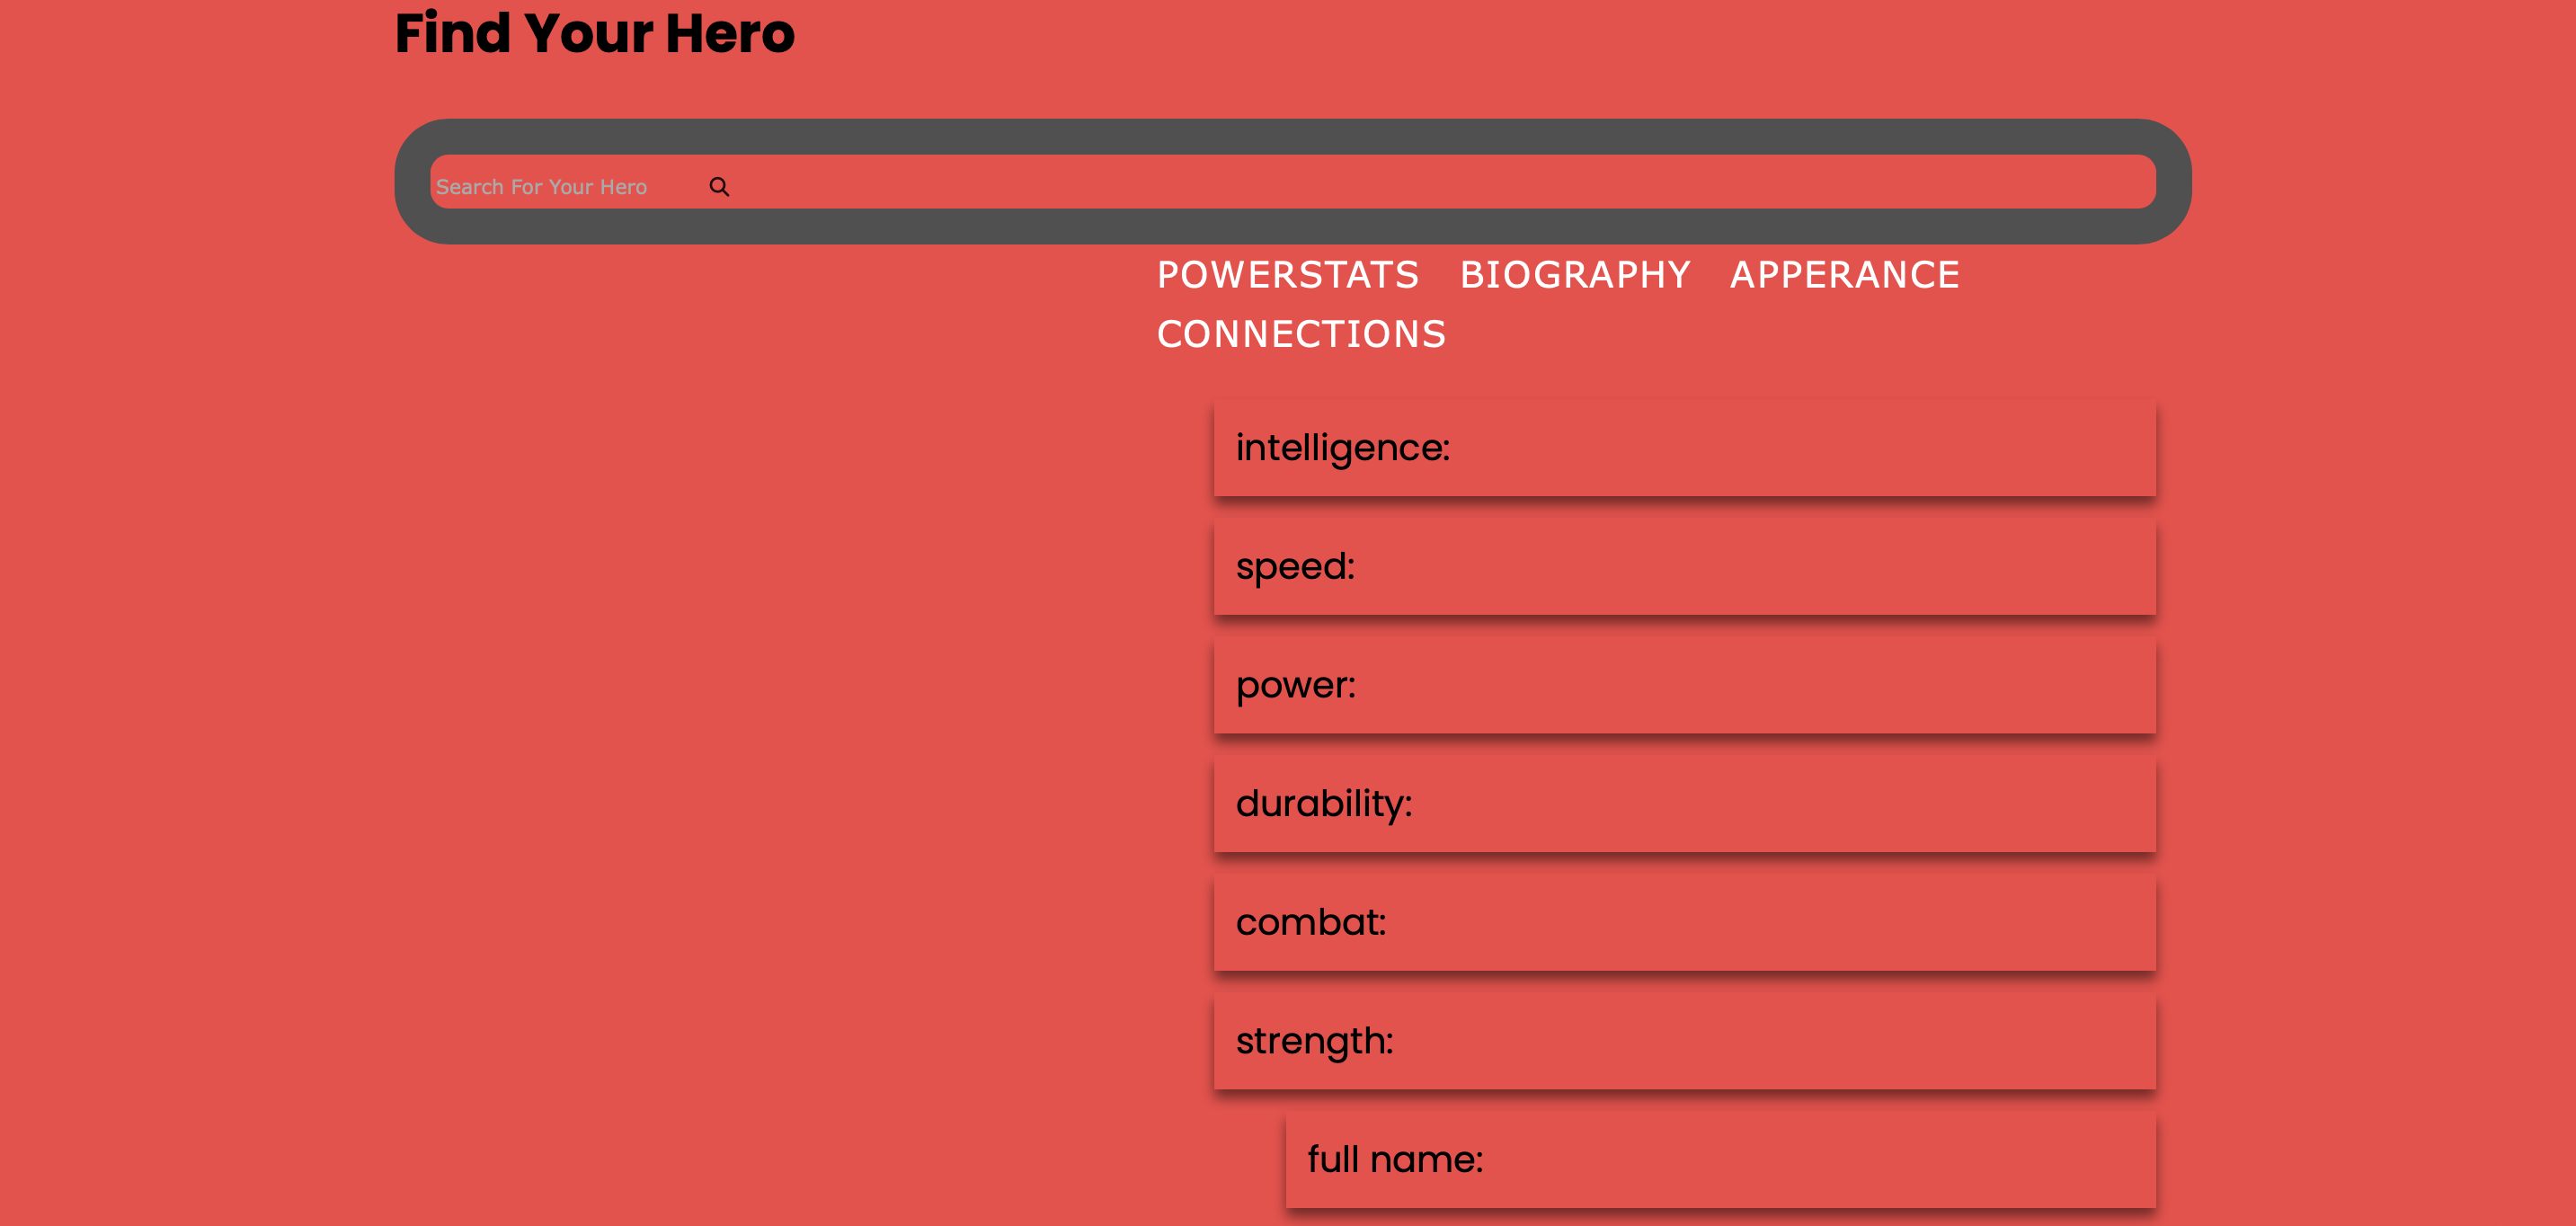 Find Your Hero
Search For Your Hero
POWERSTATS BIOGRAPHY APPERANCE
CONNECTIONS
intelligence:
speed:
power:
durability:
combat:
strength:
full name: